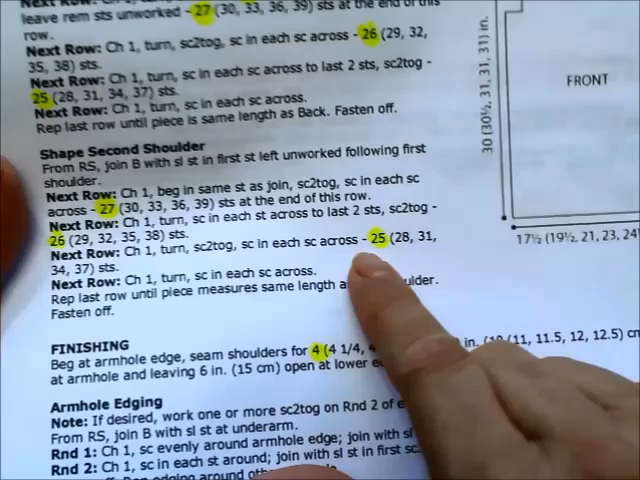 leave rem sts unworked - 27 (30, 33, 36, 39) sts at the end of this
row.
Next Row: Ch 1, turn, sc2tog, sc in each sc across - 26 (29, 32,
35, 38) sts.
Next Row: Ch 1, turn, sc in each sc across to last 2 sts, sc2tog -
25 (28, 31, 34, 37) sts.
Next Row: Ch 1, turn, sc in each sc across.
Rep last row until piece is same length as Back. Fasten off.
Shape Second Shoulder
From RS, join B with sl st in first st left unworked following first
shoulder.
Next Row: Ch 1, beg in same st as join, sc2tog, sc in each sc
across - 27 (30, 33, 36, 39) sts at the end of this row.
Next Row: Ch 1, turn, sc in each st across to last 2 sts, sc2tog -
26 (29, 32, 35, 38) sts.
Next Row: Ch 1, turn, sc2tog, sc in each sc across - 25 (28, 31,
34, 37) sts.
Next Row: Ch 1, turn, sc in each sc across.
Rep last row until piece measures same length
Fasten off.
FINISHING
Beg at armhole edge, seam shoulders for 4 (4 1/4, 4 in. (10 (11, 11.5, 12, 12.5) cm
at armhole and leaving 6 in. (15 cm) open at lower
Armhole Edging
Note: If desired, work one or more sc2tog on Rnd 2 of
From RS, join B with sl st at underarm.
Rnd 1: Ch 1, sc evenly around armhole edge; join with sl
Rnd 2: Ch 1, sc in each st around; join with sl st in first sc.
30 (30½, 31, 31, 31) in.
FRONT
17½ (19½, 21, 23, 24